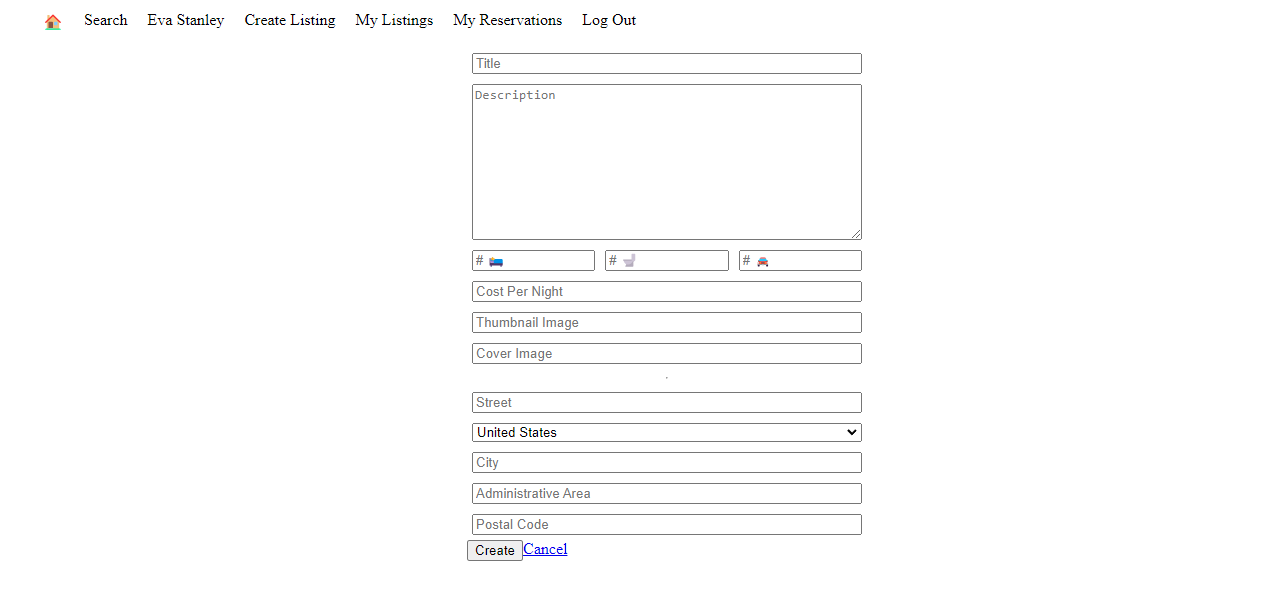 🏠 Search Eva Stanley Create Listing My Listings My Reservations Log Out
Title
Description
# 🛏️ # 🚽 # 🚘
Cost Per Night
Thumbnail Image
Cover Image
Street
United States
City
Administrative Area
Postal Code
Create Cancel